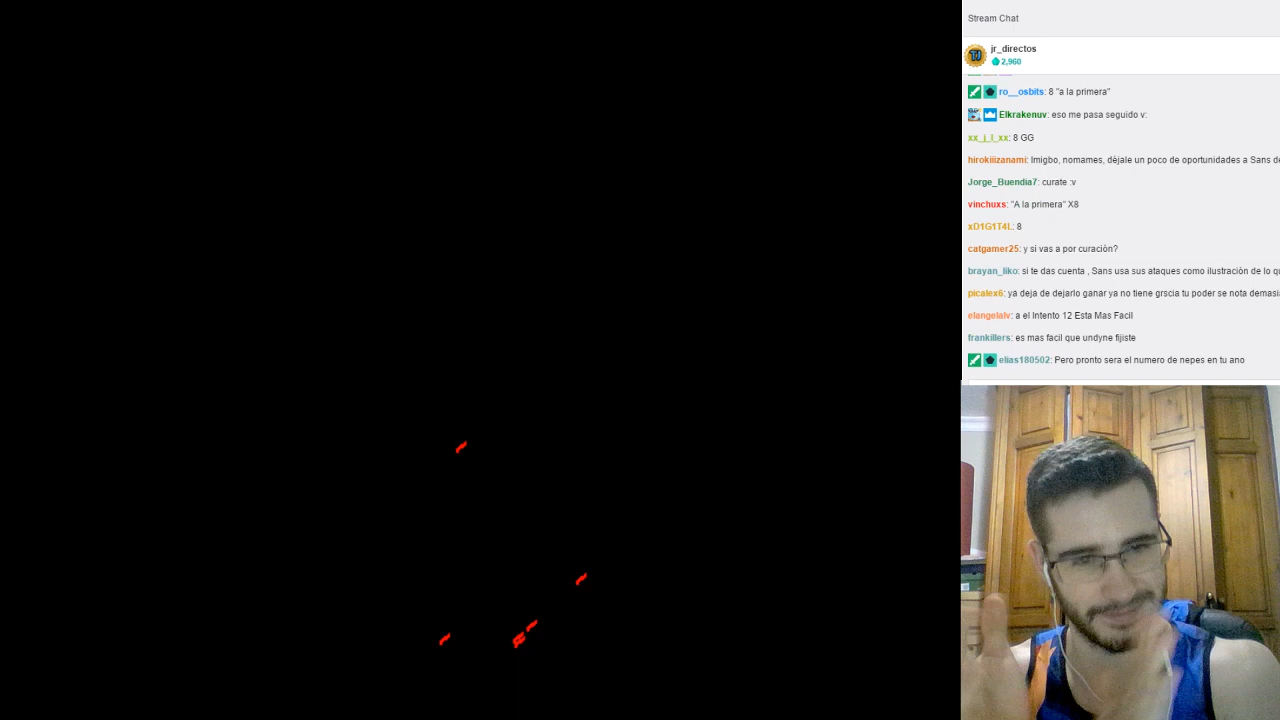 Stream Chat
jr_directos
2,960
ro__osbits: 8 "a la primera"
Elkrakenuv: eso me pasa seguido v:
xx_j_l_xx: 8 GG
hirokiiizanami: Imigbo, nomames, dèjale un poco de oportunidades a Sans de
Jorge_Buendia7: curate :v
vinchuxs: "A la primera" X8
xD1G1T4L: 8
catgamer25: y si vas a por curaciòn?
brayan_liko: si te das cuenta , Sans usa sus ataques como ilustraciòn de lo qu
picalex6: ya deja de dejarlo ganar ya no tiene grscia tu poder se nota demasia
elangelalv: a el Intento 12 Esta Mas Facil
frankillers: es mas facil que undyne fijiste
elias180502: Pero pronto sera el numero de nepes en tu ano